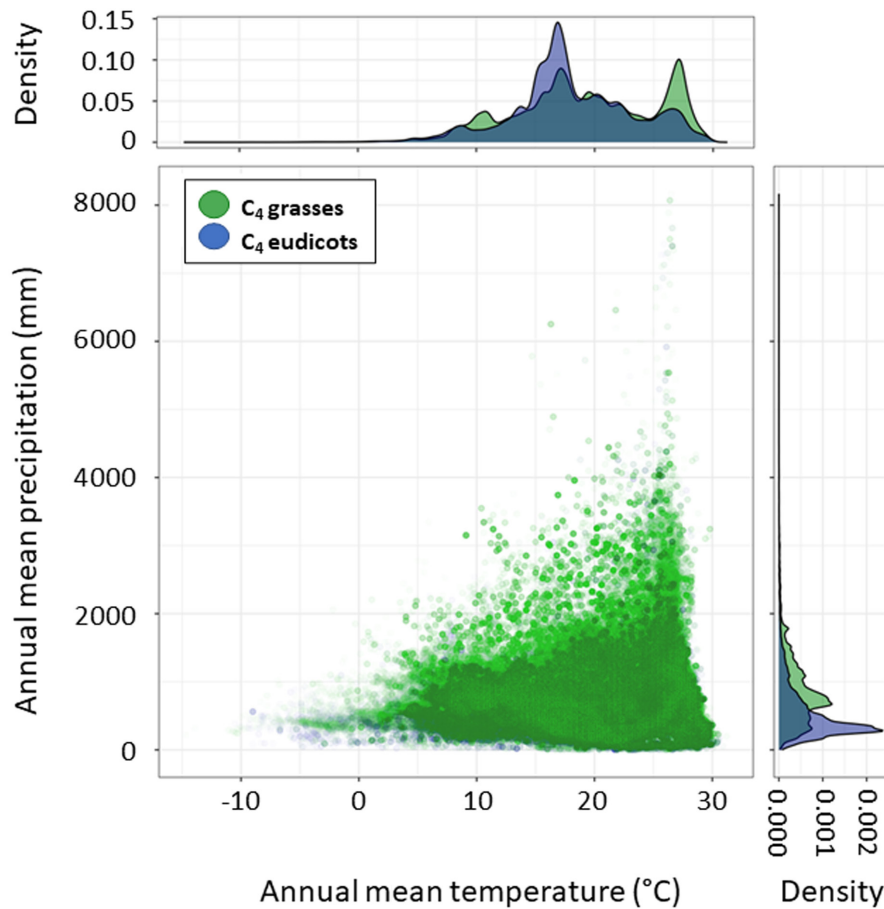 Density
0.15
0.10
0.05
0
C₄ grasses
C₄ eudicots
Annual mean precipitation (mm)
8000
6000
4000
2000
0
-10 0 10 20 30
0.000 0.001 0.002
Annual mean temperature (°C)
Density